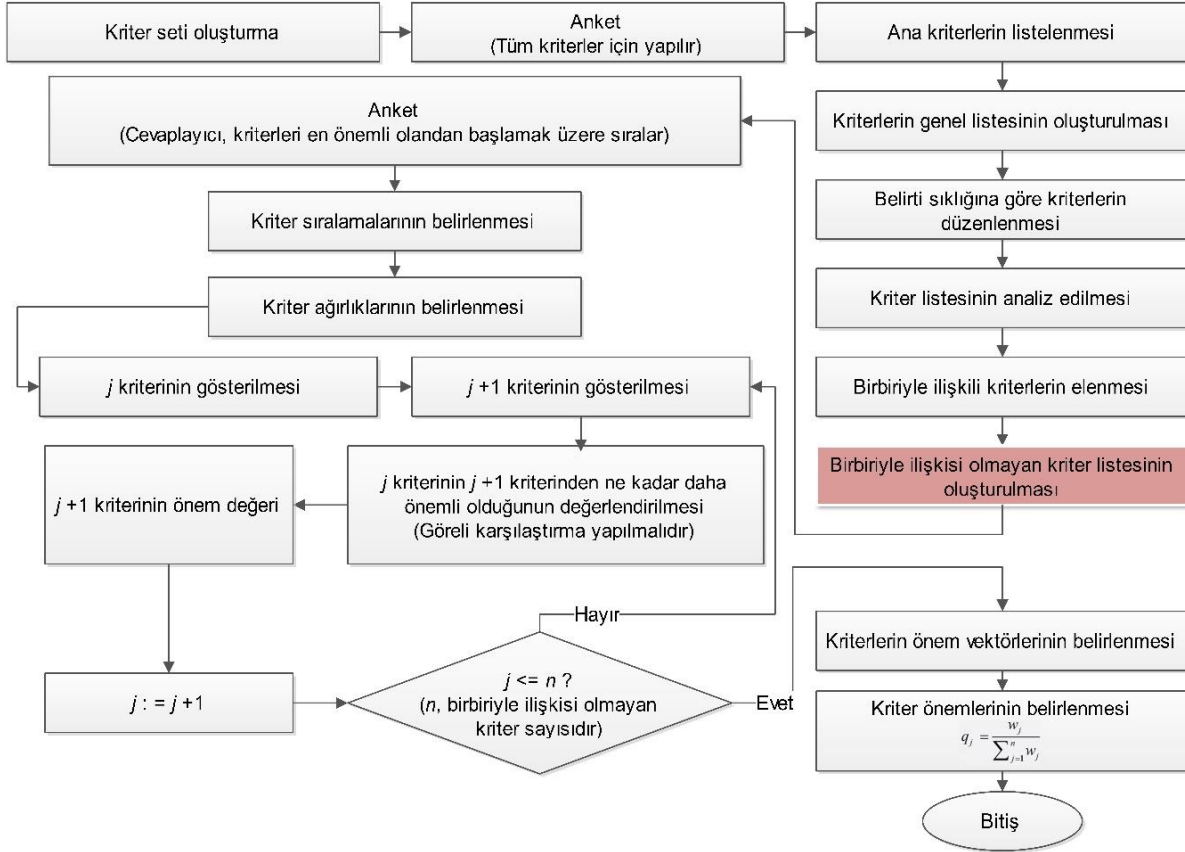 Kriter seti oluşturma
Anket
(Tüm kriterler için yapılır)
Ana kriterlerin listelenmesi
Kriterlerin genel listesinin oluşturulması
Belirti sıklığına göre kriterlerin
düzenlenmesi
Kriter listesinin analiz edilmesi
Birbiriyle ilişkili kriterlerin elenmesi
Birbiriyle ilişkisi olmayan kriter listesinin
oluşturulması
Anket
(Cevaplayıcı, kriterleri en önemli olandan başlamak üzere sıralar)
Kriter sıralamalarının belirlenmesi
Kriter ağırlıklarının belirlenmesi
j kriterinin gösterilmesi
j +1 kriterinin gösterilmesi
j kriterinin j +1 kriterinden ne kadar daha
önemli olduğunun değerlendirilmesi
(Göreli karşılaştırma yapılmalıdır)
j +1 kriterinin önem değeri
j : = j +1
j <= n ?
(n, birbiriyle ilişkisi olmayan
kriter sayısıdır)
Hayır
Evet
Kriterlerin önem vektörlerinin belirlenmesi
Kriter önemlerinin belirlenmesi
q_j = w_j / ∑_{j=1}^{n} w_j
Bitiş